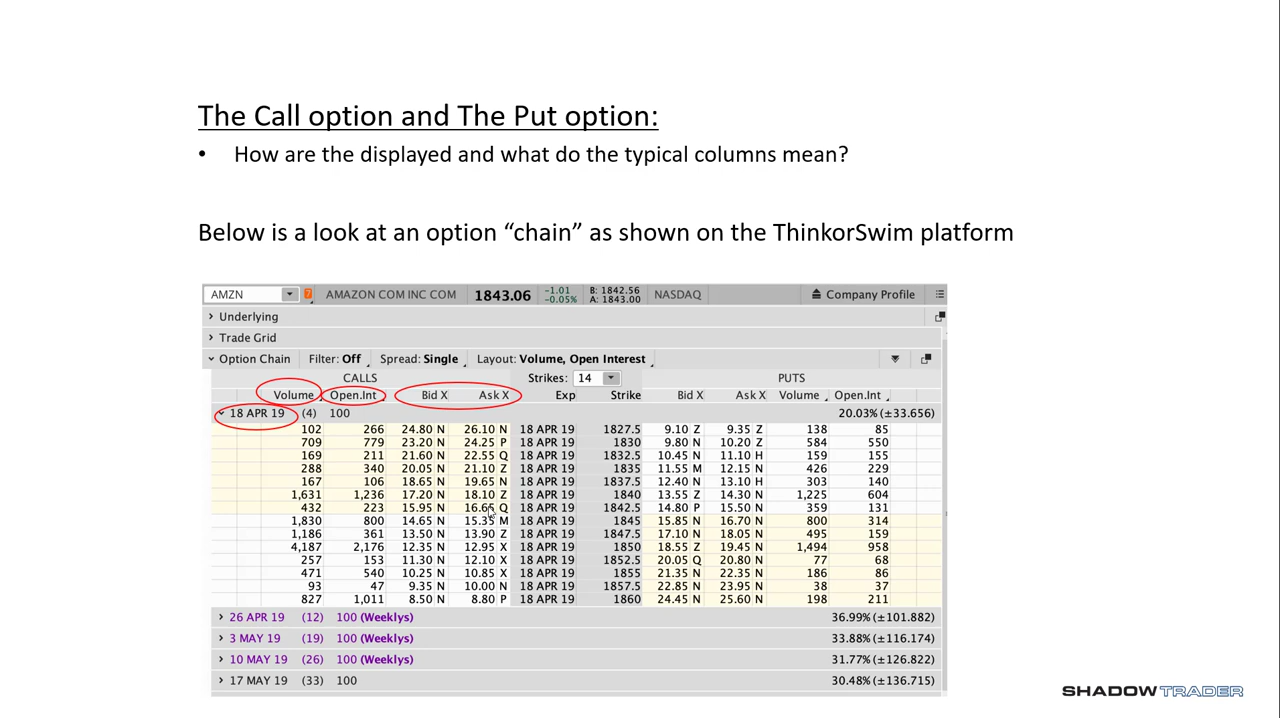 The Call option and The Put option:
• How are the displayed and what do the typical columns mean?
Below is a look at an option “chain” as shown on the ThinkorSwim platform
AMZN ? AMAZON COM INC COM 1843.06 -1.01 -0.05% B: 1842.56 A: 1843.00 NASDAQ Company Profile
Underlying
Trade Grid
Option Chain Filter: Off Spread: Single Layout: Volume, Open Interest
CALLS Strikes: 14 PUTS
Volume Open.Int Bid X Ask X Exp Strike Bid X Ask X Volume Open.Int
18 APR 19 (4) 100 20.03% (±33.656)
102 266 24.80 N 26.10 N 18 APR 19 1827.5 9.10 Z 9.35 Z 138 85
709 779 23.20 N 24.25 P 18 APR 19 1830 9.80 N 10.20 Z 584 550
169 211 21.60 N 22.55 Q 18 APR 19 1832.5 10.45 N 11.10 H 159 155
288 340 20.05 N 21.10 Z 18 APR 19 1835 11.55 M 12.15 N 426 229
167 106 18.65 N 19.65 N 18 APR 19 1837.5 12.40 N 13.10 H 303 140
1,631 1,236 17.20 N 18.10 Z 18 APR 19 1840 13.55 Z 14.30 N 1,225 604
432 223 15.95 N 16.65 Q 18 APR 19 1842.5 14.80 P 15.50 N 359 131
1,830 800 14.65 N 15.35 M 18 APR 19 1845 15.85 N 16.70 N 800 314
1,186 361 13.50 N 13.90 Z 18 APR 19 1847.5 17.10 N 18.05 N 495 159
4,187 2,176 12.35 N 12.95 X 18 APR 19 1850 18.55 Z 19.45 N 1,494 958
257 153 11.30 N 12.10 X 18 APR 19 1852.5 20.05 Q 20.80 N 77 68
471 540 10.25 N 10.85 X 18 APR 19 1855 21.35 N 22.35 N 186 86
93 47 9.35 N 10.00 N 18 APR 19 1857.5 22.85 N 23.95 N 38 37
827 1,011 8.50 N 8.80 P 18 APR 19 1860 24.45 N 25.60 N 198 211
26 APR 19 (12) 100 (Weeklys) 36.99% (±101.882)
3 MAY 19 (19) 100 (Weeklys) 33.88% (±116.174)
10 MAY 19 (26) 100 (Weeklys) 31.77% (±126.822)
17 MAY 19 (33) 100 30.48% (±136.715)
SHADOWTRADER